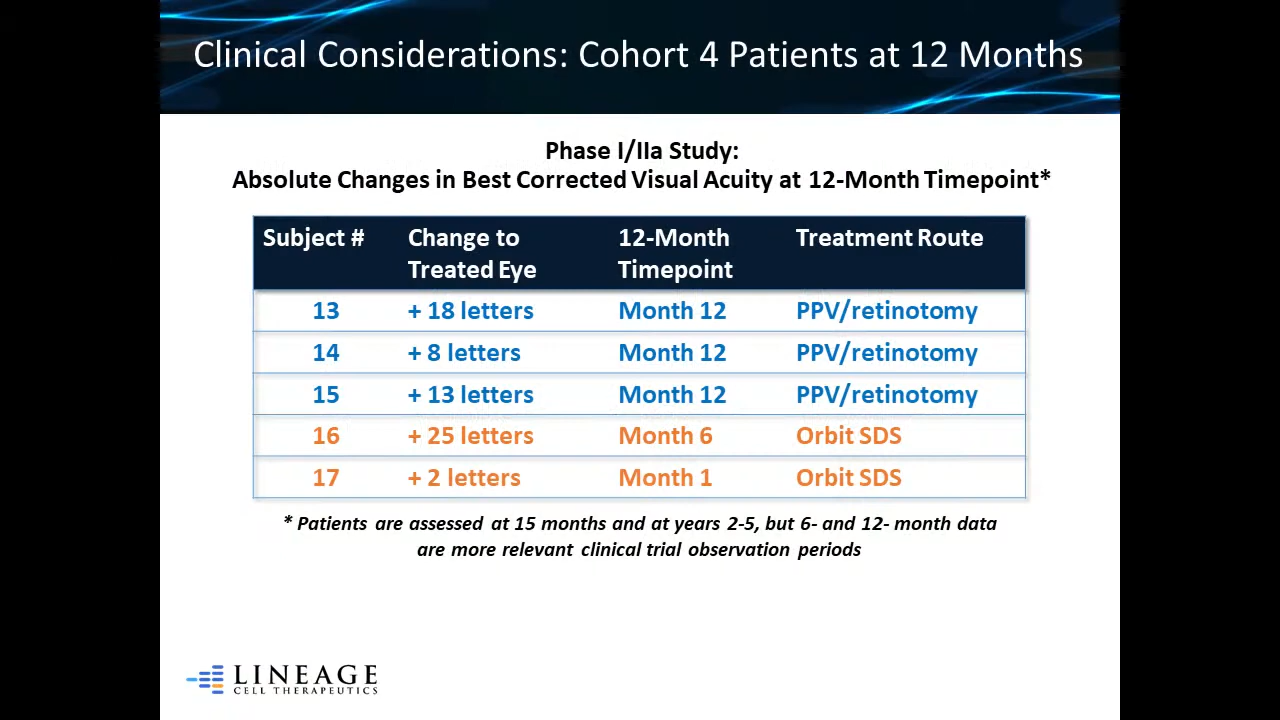 Clinical Considerations: Cohort 4 Patients at 12 Months
Phase I/IIa Study:
Absolute Changes in Best Corrected Visual Acuity at 12-Month Timepoint*
Subject # Change to Treated Eye 12-Month Timepoint Treatment Route
13 + 18 letters Month 12 PPV/retinotomy
14 + 8 letters Month 12 PPV/retinotomy
15 + 13 letters Month 12 PPV/retinotomy
16 + 25 letters Month 6 Orbit SDS
17 + 2 letters Month 1 Orbit SDS
* Patients are assessed at 15 months and at years 2-5, but 6- and 12- month data
are more relevant clinical trial observation periods
LINEAGE
CELL THERAPEUTICS